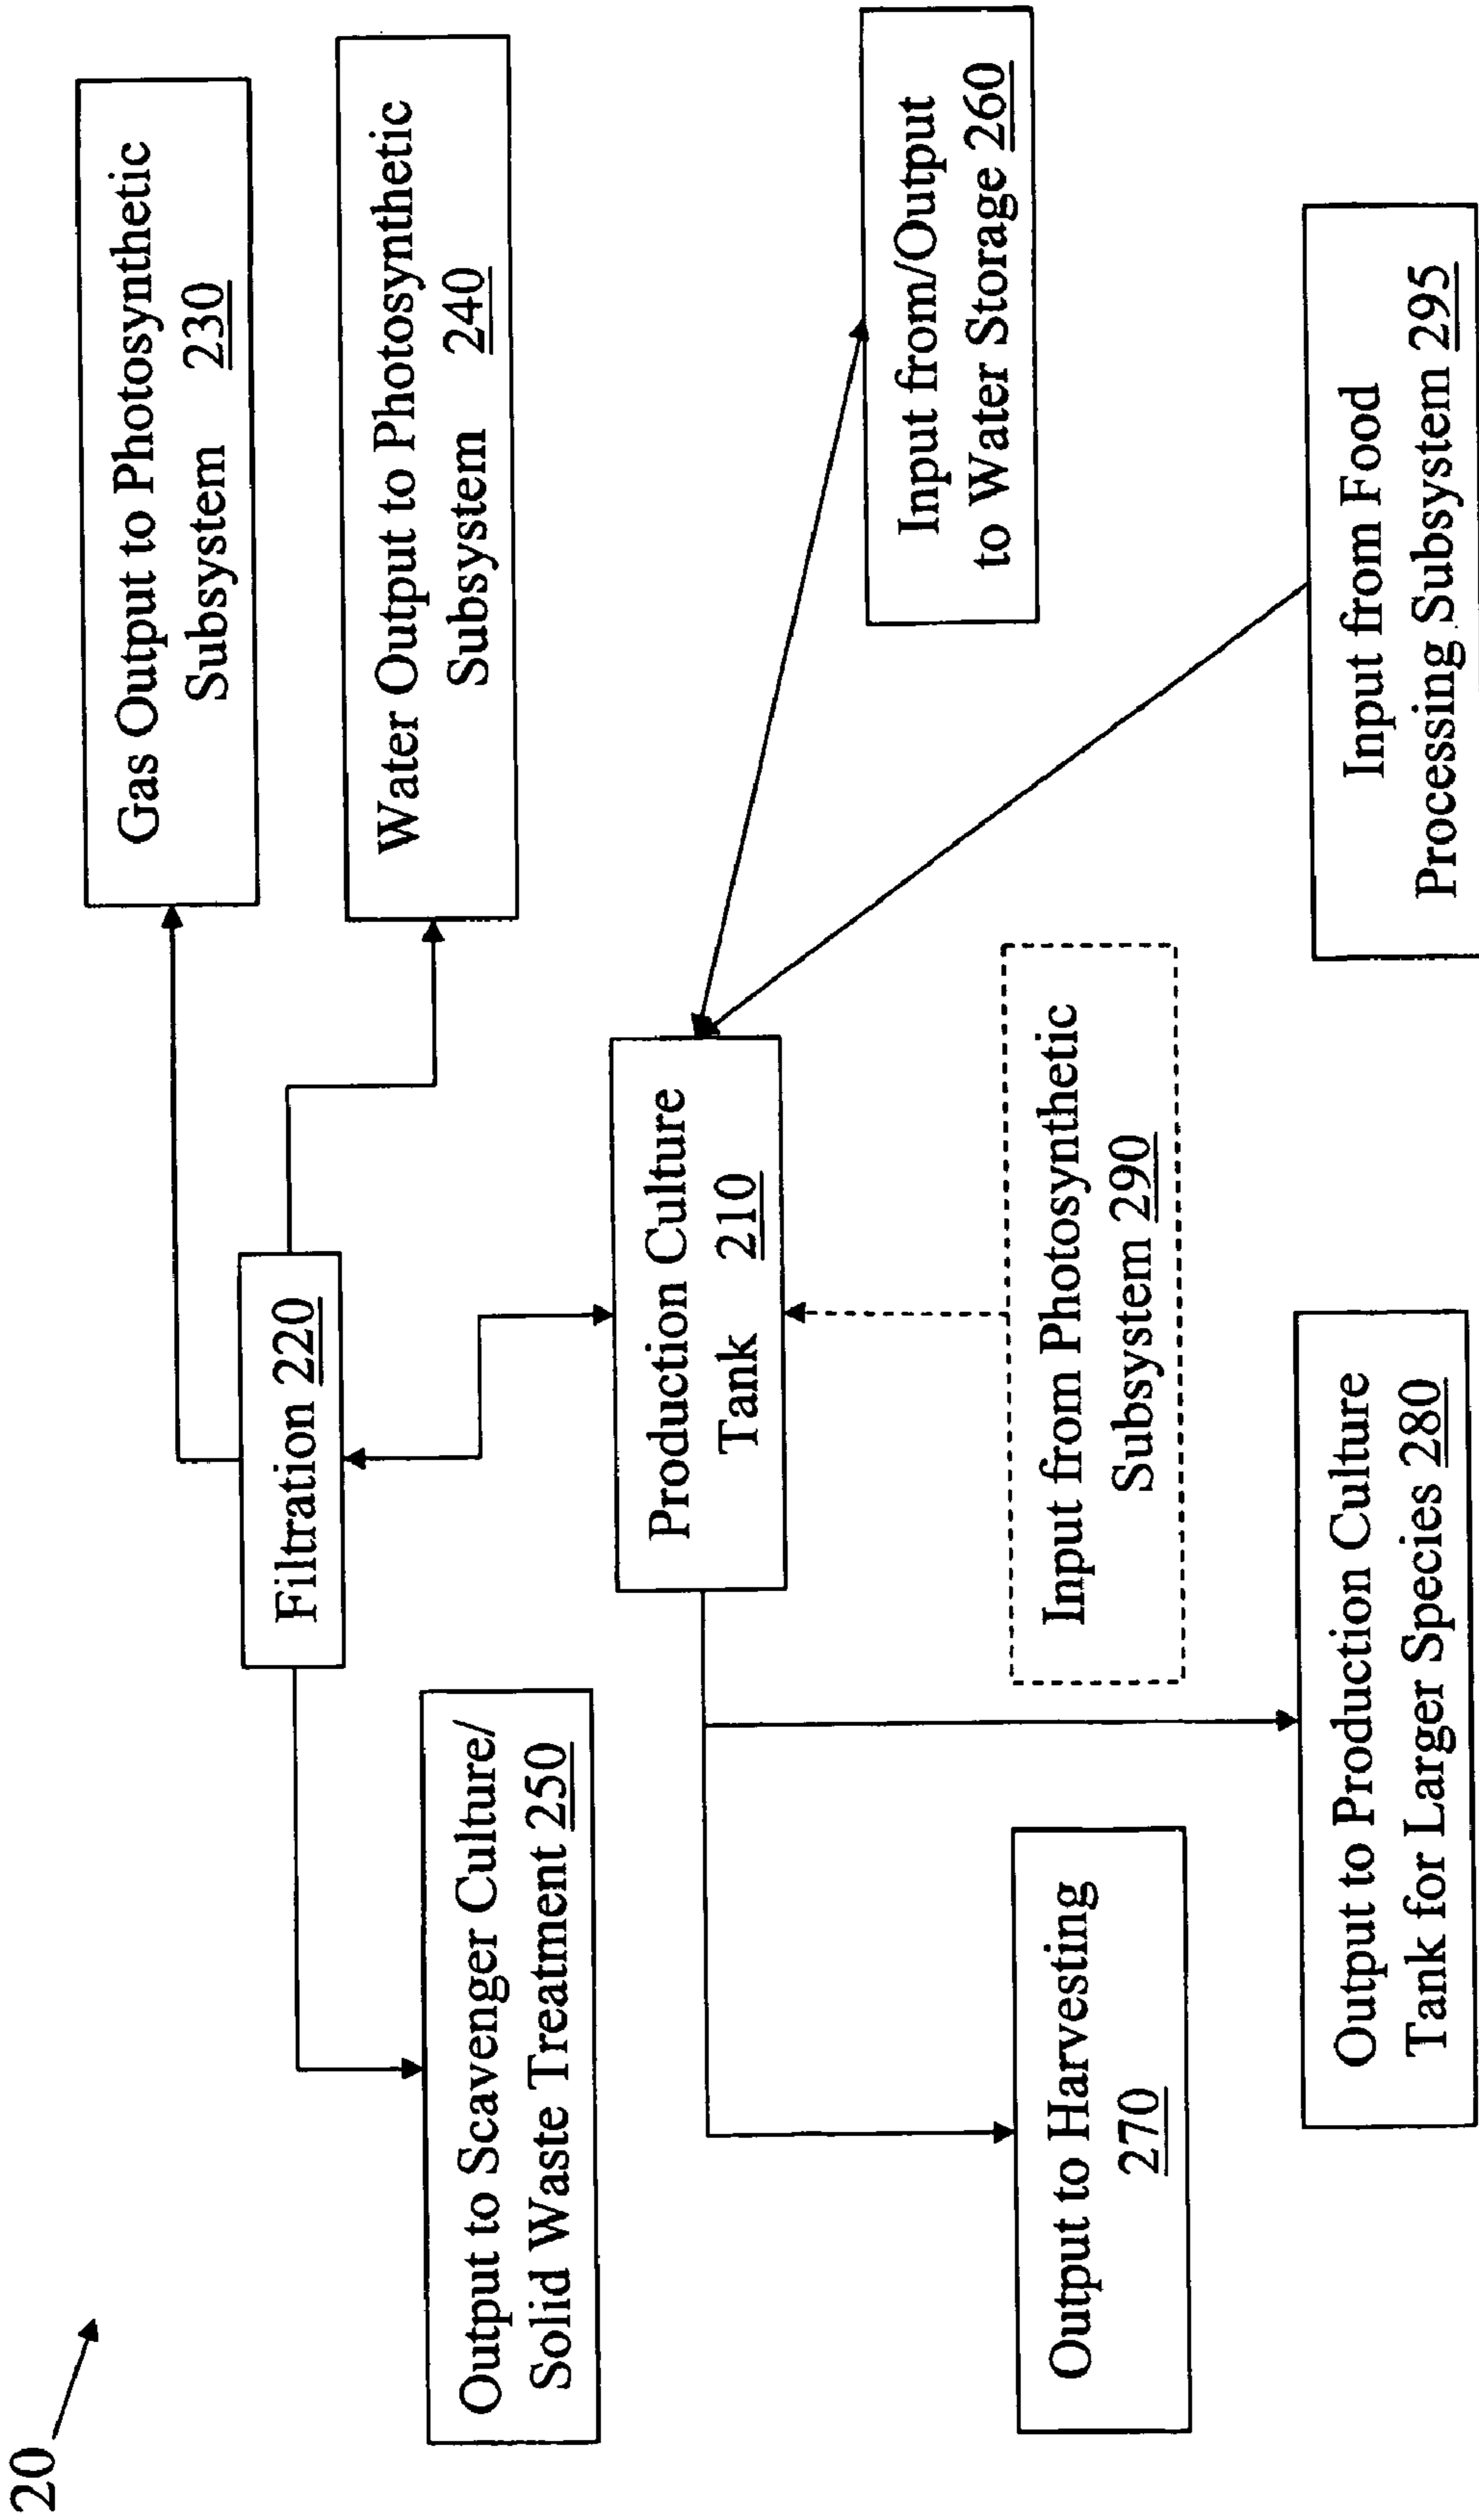 20
Gas Output to Photosynthetic
Subsystem 230
Filtration 220
Water Output to Photosynthetic
Subsystem 240
Output to Scavenger Culture/
Solid Waste Treatment 250
Production Culture
Tank 210
Input from/Output
to Water Storage 260
Output to Harvesting
270
Input from Photosynthetic
Subsystem 290
Output to Production Culture
Tank for Larger Species 280
Input from Food
Processing Subsystem 295